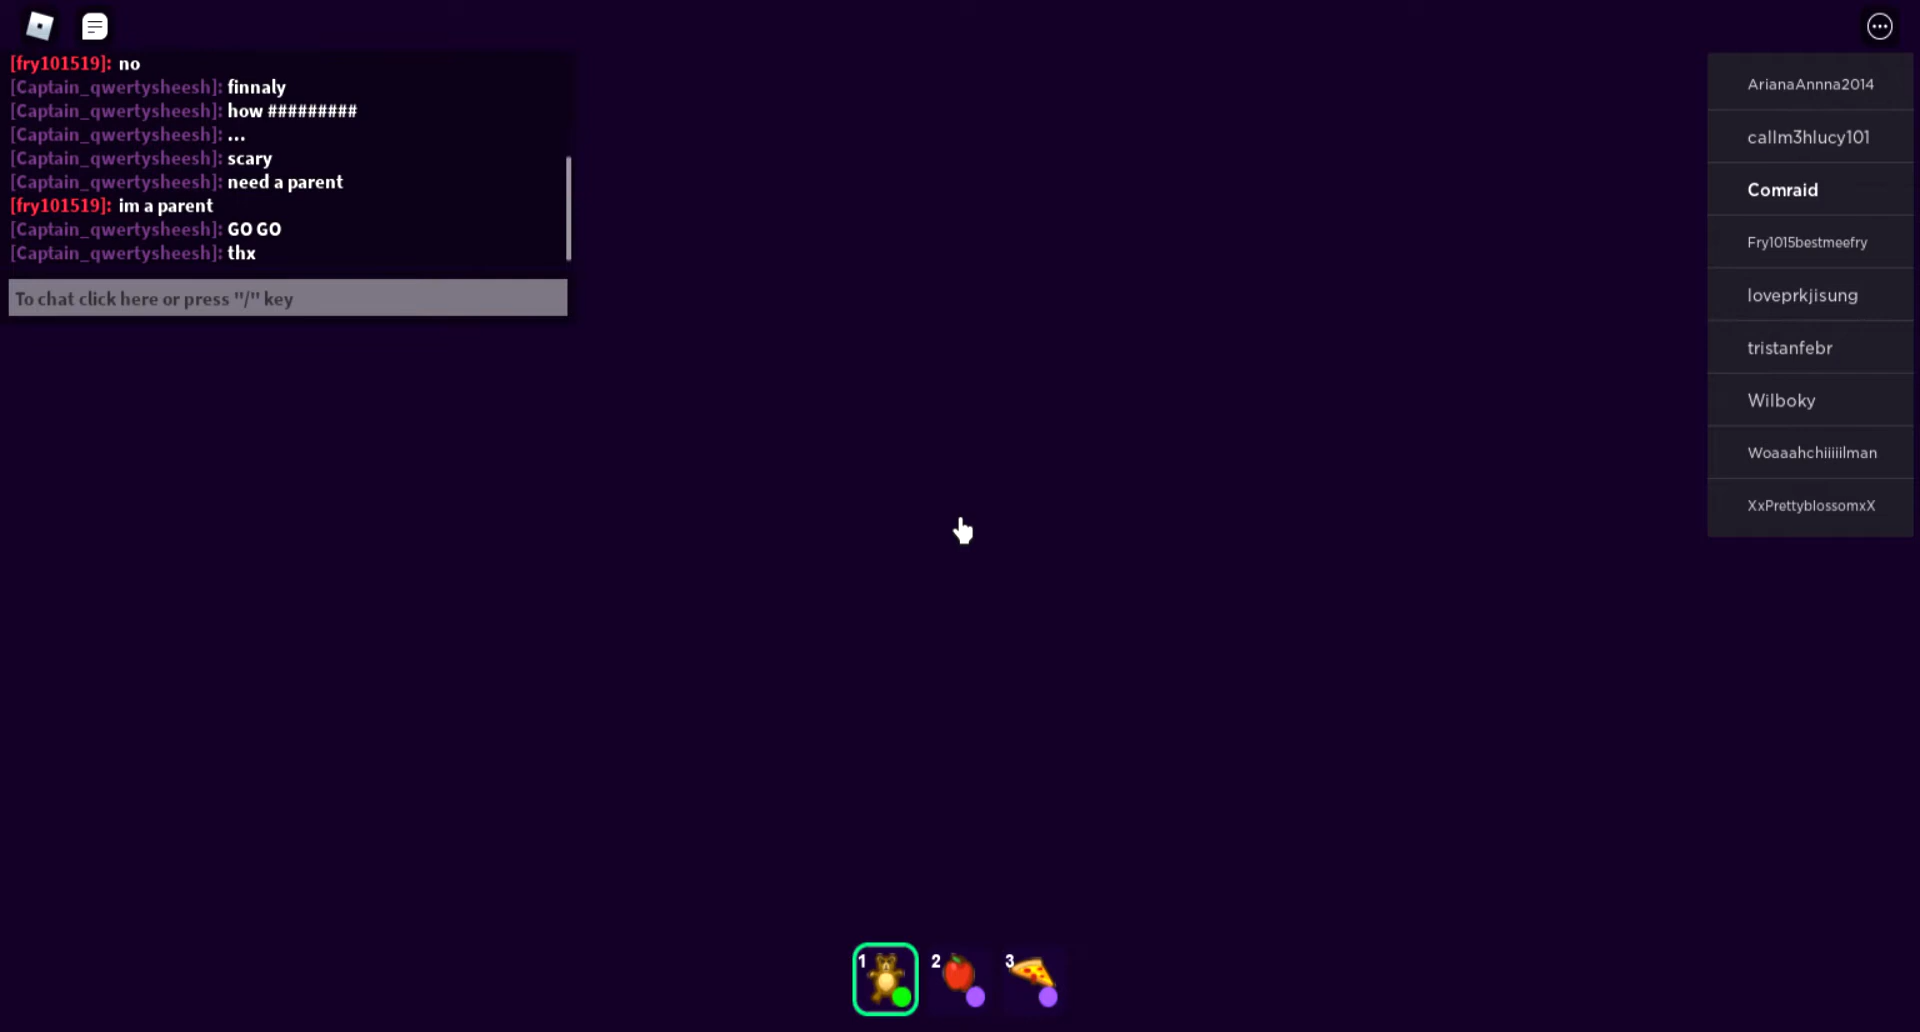 [fry101519]: no
[Captain_qwertysheesh]: finnaly
[Captain_qwertysheesh]: how #########
[Captain_qwertysheesh]: ...
[Captain_qwertysheesh]: scary
[Captain_qwertysheesh]: need a parent
[fry101519]: im a parent
[Captain_qwertysheesh]: GO GO
[Captain_qwertysheesh]: thx
To chat click here or press "/" key
ArianaAnnna2014
callm3hlucy101
Comraid
Fry1015bestmeefry
loveprkjisung
tristanfebr
Wilboky
Woaaahchiiiiilman
XxPrettyblossomxX
1 2 3